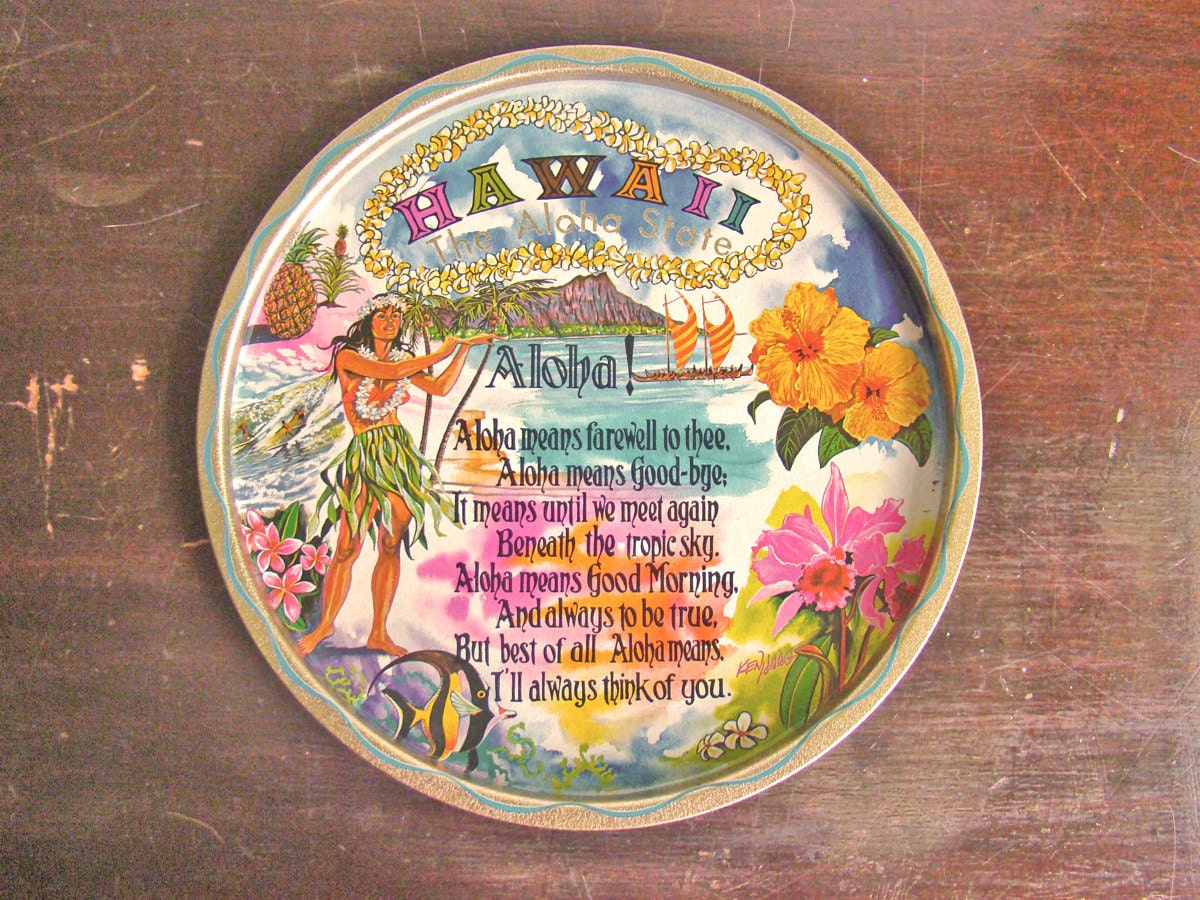 HAWAII
The Aloha State
Aloha!
Aloha means farewell to thee,
Aloha means Good-bye;
It means until we meet again
Beneath the tropic sky.
Aloha means Good Morning,
And always to be true,
But best of all Aloha means,
I'll always think of you.
KEN